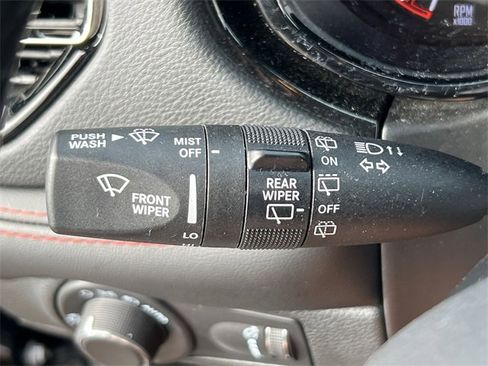 RPM
x1000
PUSH
WASH
MIST
OFF
FRONT
WIPER
LO
REAR
WIPER
ON
OFF